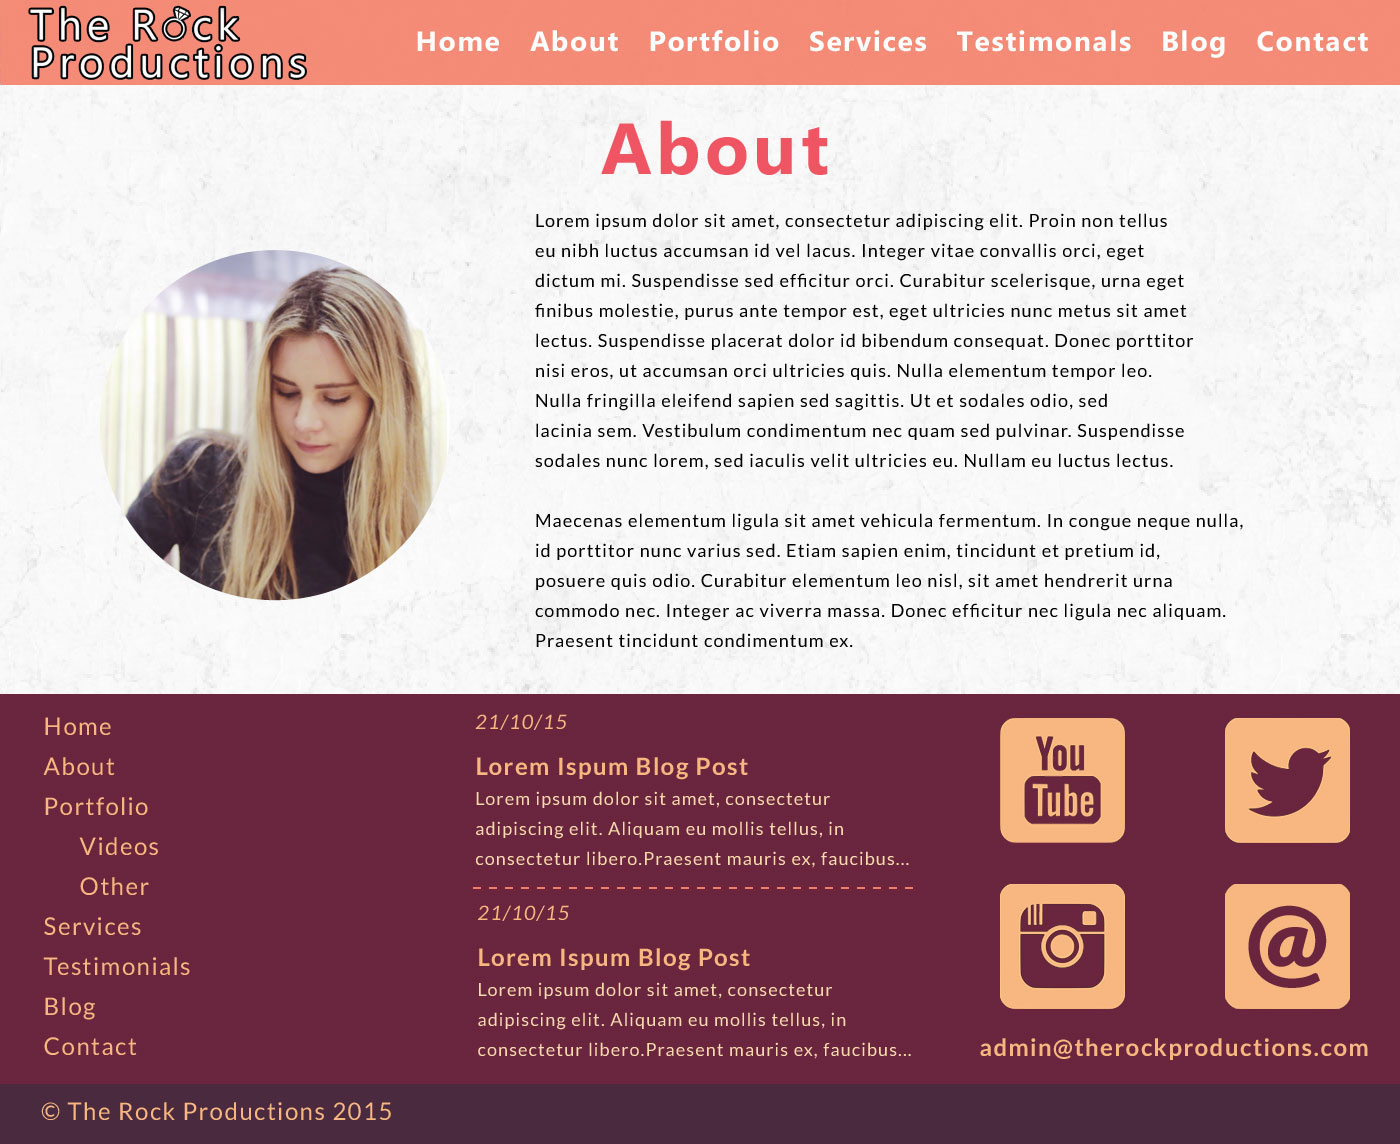 The Rock
Productions
Home About Portfolio Services Testimonals Blog Contact
About
Lorem ipsum dolor sit amet, consectetur adipiscing elit. Proin non tellus
eu nibh luctus accumsan id vel lacus. Integer vitae convallis orci, eget
dictum mi. Suspendisse sed efficitur orci. Curabitur scelerisque, urna eget
finibus molestie, purus ante tempor est, eget ultricies nunc metus sit amet
lectus. Suspendisse placerat dolor id bibendum consequat. Donec porttitor
nisi eros, ut accumsan orci ultricies quis. Nulla elementum tempor leo.
Nulla fringilla eleifend sapien sed sagittis. Ut et sodales odio, sed
lacinia sem. Vestibulum condimentum nec quam sed pulvinar. Suspendisse
sodales nunc lorem, sed iaculis velit ultricies eu. Nullam eu luctus lectus.
Maecenas elementum ligula sit amet vehicula fermentum. In congue neque nulla,
id porttitor nunc varius sed. Etiam sapien enim, tincidunt et pretium id,
posuere quis odio. Curabitur elementum leo nisl, sit amet hendrerit urna
commodo nec. Integer ac viverra massa. Donec efficitur nec ligula nec aliquam.
Praesent tincidunt condimentum ex.
Home
About
Portfolio
Videos
Other
Services
Testimonials
Blog
Contact
21/10/15
Lorem Ispum Blog Post
Lorem ipsum dolor sit amet, consectetur
adipiscing elit. Aliquam eu mollis tellus, in
consectetur libero.Praesent mauris ex, faucibus...
21/10/15
Lorem Ispum Blog Post
Lorem ipsum dolor sit amet, consectetur
adipiscing elit. Aliquam eu mollis tellus, in
consectetur libero.Praesent mauris ex, faucibus...
You
Tube
@
admin@therockproductions.com
© The Rock Productions 2015